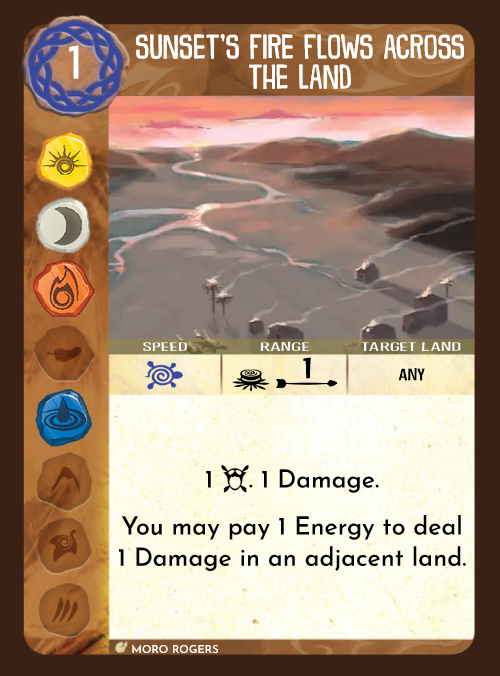 1
SUNSET'S FIRE FLOWS ACROSS
THE LAND
SPEED RANGE TARGET LAND
1 ANY
1 . 1 Damage.
You may pay 1 Energy to deal
1 Damage in an adjacent land.
MORO ROGERS